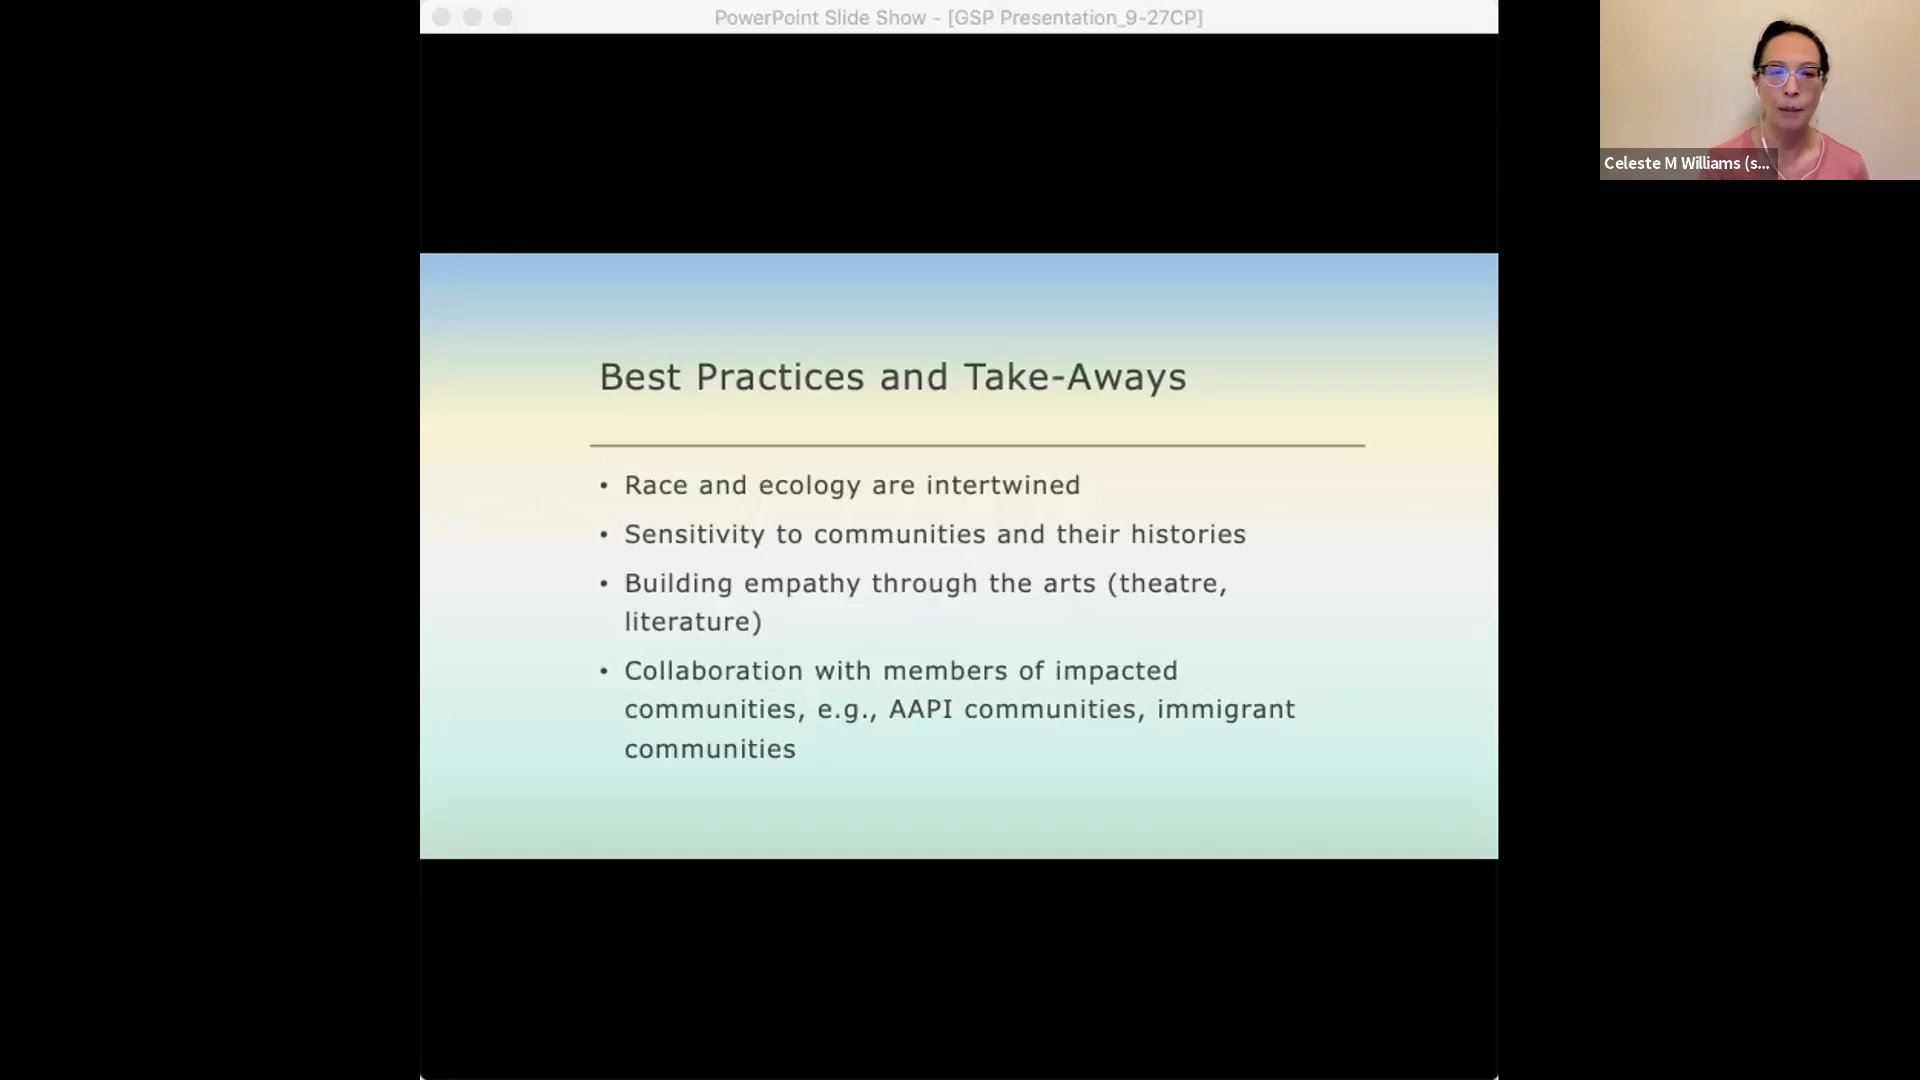 PowerPoint Slide Show - [GSP Presentation_9-27CP]
Celeste M Williams (s...
Best Practices and Take-Aways
• Race and ecology are intertwined
• Sensitivity to communities and their histories
• Building empathy through the arts (theatre,
literature)
• Collaboration with members of impacted
communities, e.g., AAPI communities, immigrant
communities